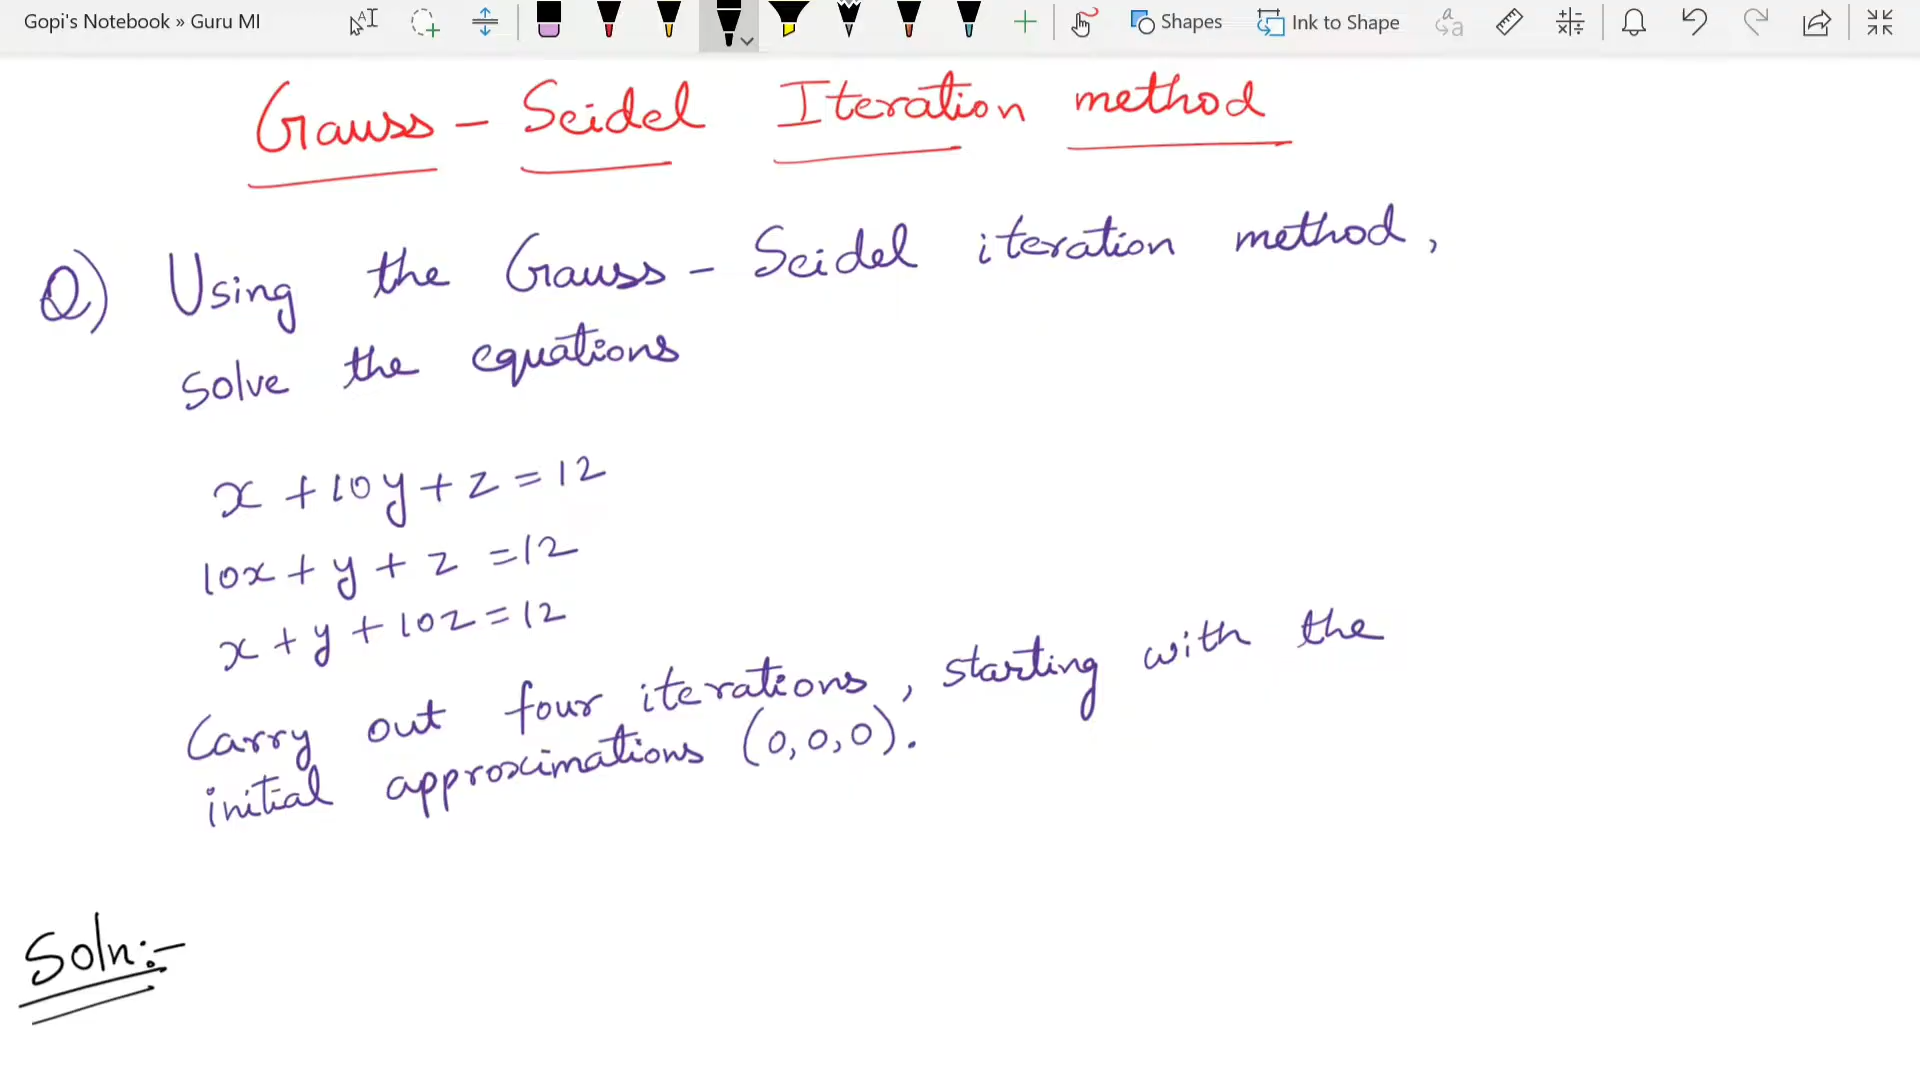 Gopi's Notebook » Guru MI
Shapes
Ink to Shape
Gauss - Seidel Iteration method
Q) Using the Gauss - Seidel iteration method,
solve the equations
x + 10y + z = 12
10x + y + z = 12
x + y + 10z = 12
Carry out four iterations, starting with the
initial approximations (0,0,0).
Soln:-